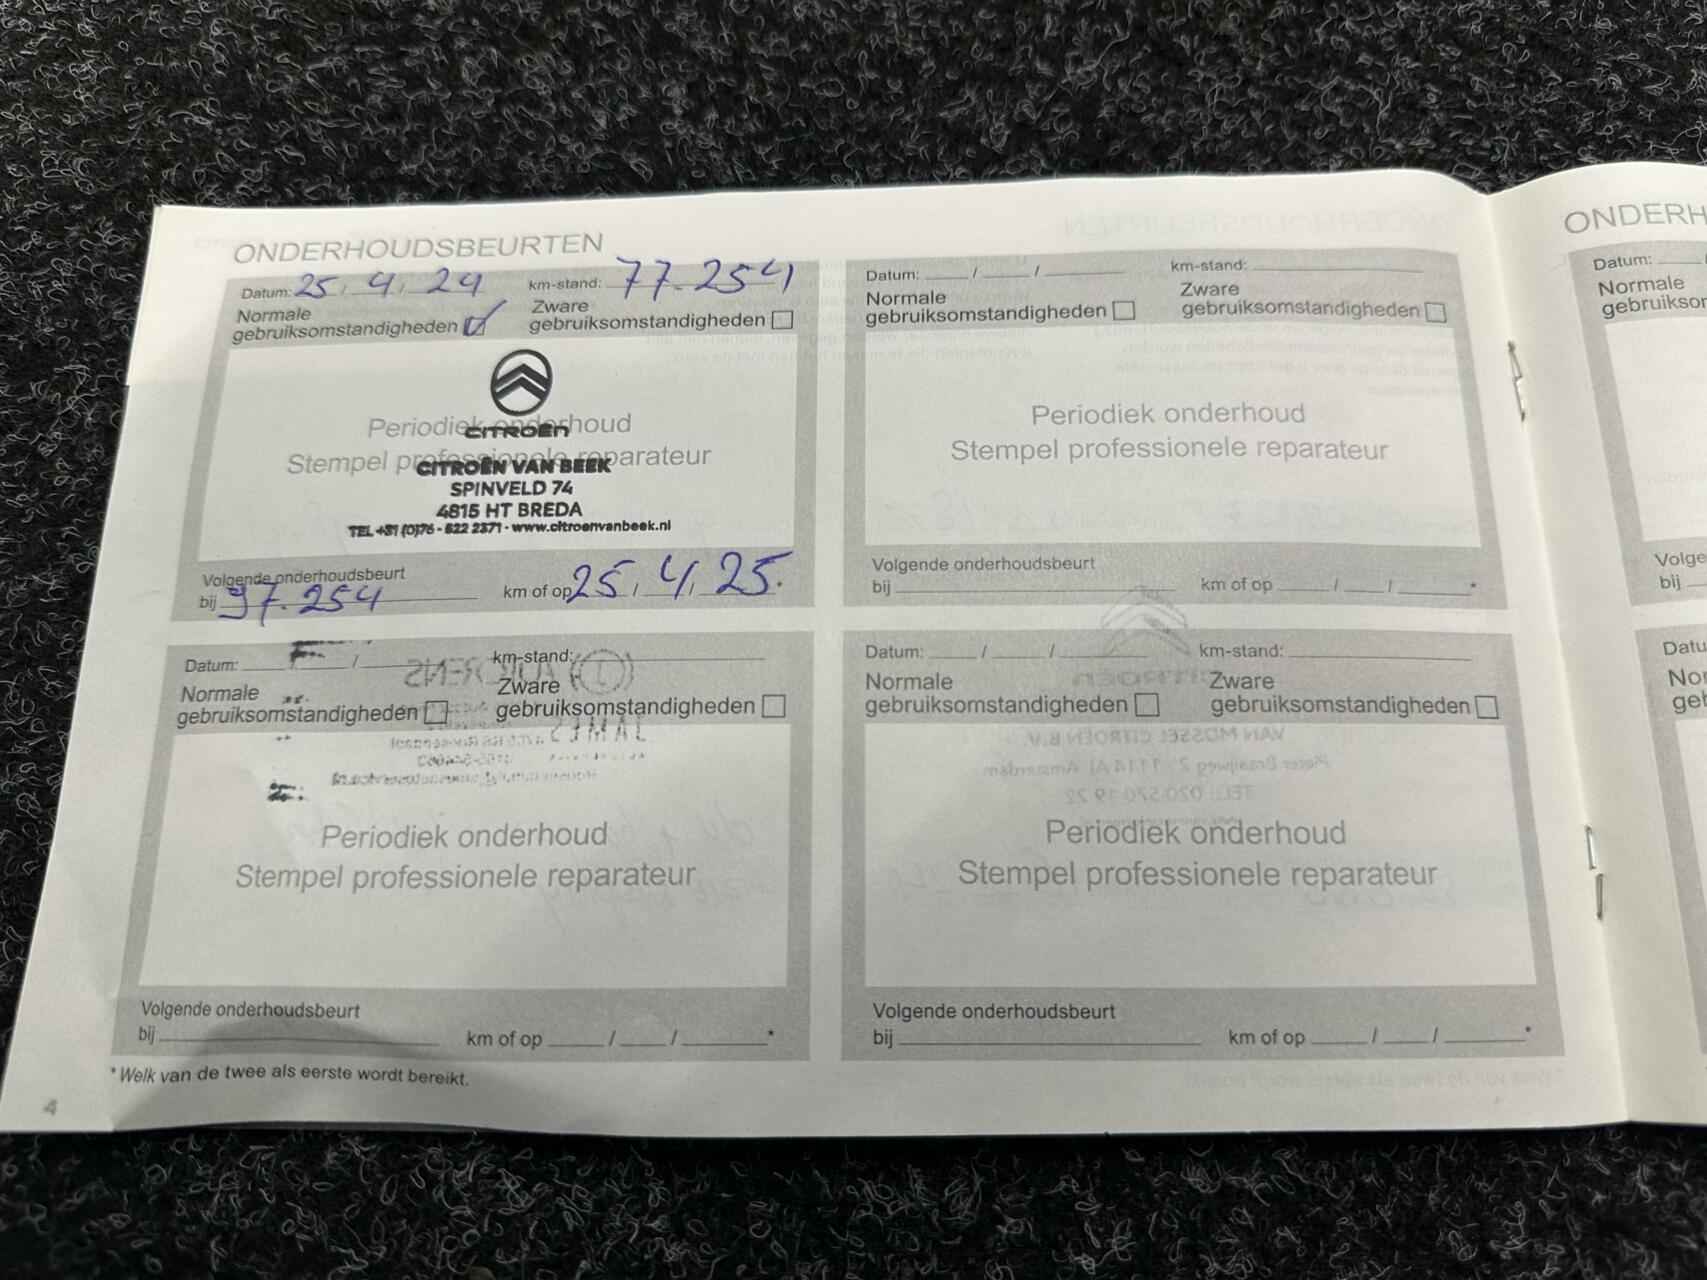 ONDERHOUDSBEURTEN
Datum: 25 / 4 / 24 km-stand: 77.254
Normale gebruiksomstandigheden Zware gebruiksomstandigheden
Periodiek onderhoud
CITROËN
Stempel professionele reparateur
CITROËN VAN BEEK
SPINVELD 74
4815 HT BREDA
TEL +31 (0)76 - 522 2371 - www.citroenvanbeek.nl
Volgende onderhoudsbeurt
bij 97.254 km of op 25 / 4 / 25 *
Datum: / / km-stand:
Normale gebruiksomstandigheden Zware gebruiksomstandigheden
Periodiek onderhoud
Stempel professionele reparateur
Volgende onderhoudsbeurt
bij km of op / / *
Datum: / / km-stand:
Normale gebruiksomstandigheden Zware gebruiksomstandigheden
Periodiek onderhoud
Stempel professionele reparateur
Volgende onderhoudsbeurt
bij km of op / / *
Datum: / / km-stand:
Normale gebruiksomstandigheden Zware gebruiksomstandigheden
Periodiek onderhoud
Stempel professionele reparateur
Volgende onderhoudsbeurt
bij km of op / / *
* Welk van de twee als eerste wordt bereikt.
4
ONDERH
Datum:
Normale
gebruiksor
Volge
bij
Datu
Nor
get